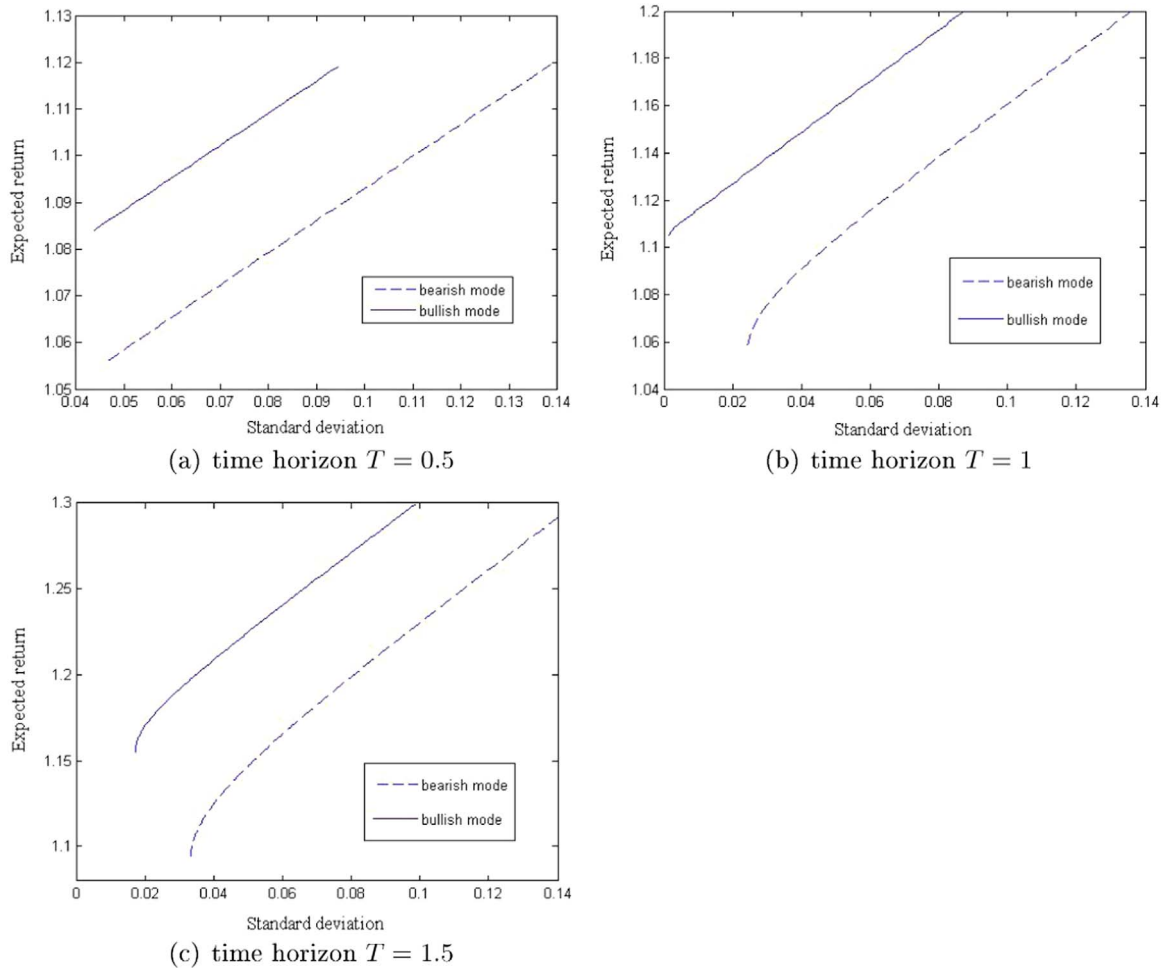 1.13
1.12
1.11
1.1
1.09
1.08
1.07
1.06
1.05
Expected return
bearish mode
bullish mode
0.04 0.05 0.06 0.07 0.08 0.09 0.1 0.11 0.12 0.13 0.14
Standard deviation
(a) time horizon T = 0.5
1.2
1.18
1.16
1.14
1.12
1.1
1.08
1.06
1.04
Expected return
bearish mode
bullish mode
0 0.02 0.04 0.06 0.08 0.1 0.12 0.14
Standard deviation
(b) time horizon T = 1
1.3
1.25
1.2
1.15
1.1
Expected return
bearish mode
bullish mode
0 0.02 0.04 0.06 0.08 0.1 0.12 0.14
Standard deviation
(c) time horizon T = 1.5